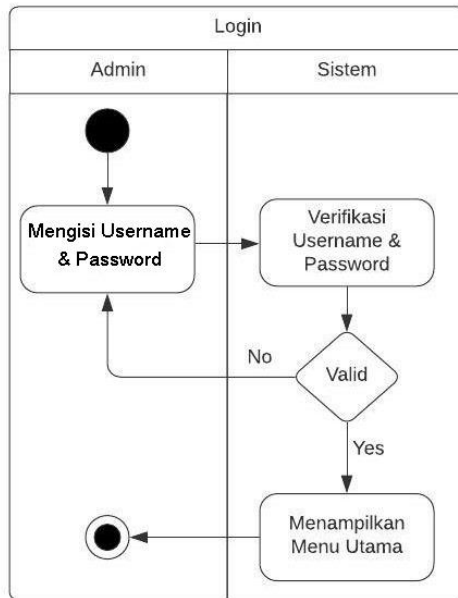 Login
Admin
Sistem
Mengisi Username
& Password
Verifikasi
Username &
Password
No
Valid
Yes
Menampilkan
Menu Utama